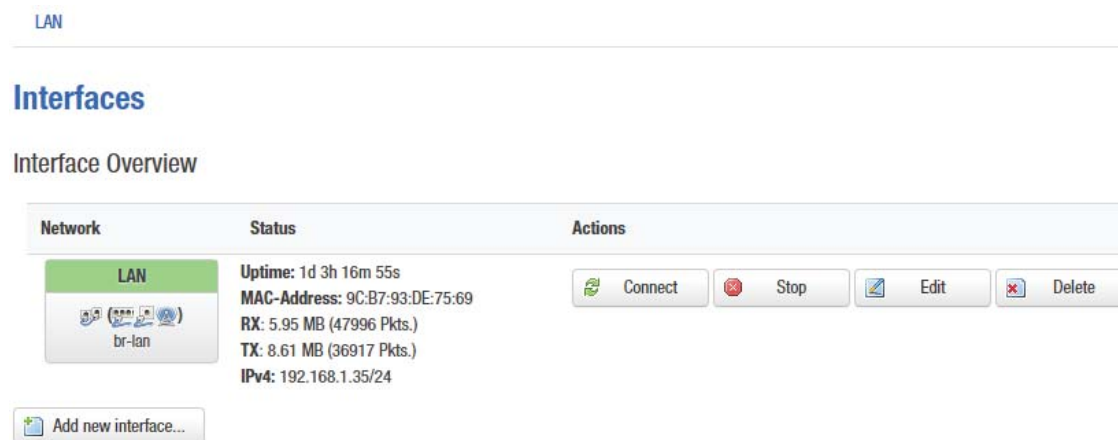 LAN
Interfaces
Interface Overview
Network Status Actions
LAN
br-lan
Uptime: 1d 3h 16m 55s
MAC-Address: 9C:B7:93:DE:75:69
RX: 5.95 MB (47996 Pkts.)
TX: 8.61 MB (36917 Pkts.)
IPv4: 192.168.1.35/24
Connect Stop Edit Delete
Add new interface...